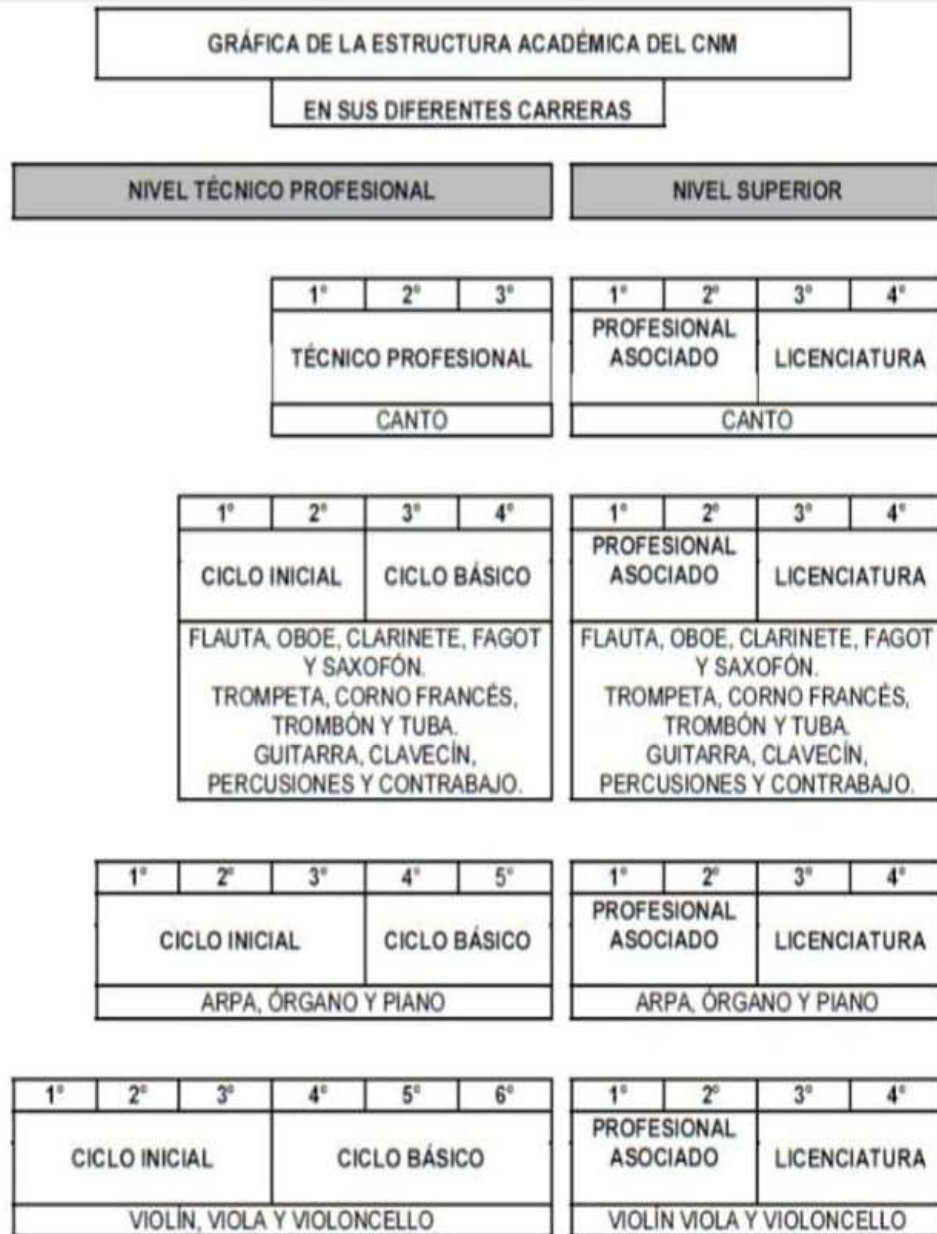 GRÁFICA DE LA ESTRUCTURA ACADÉMICA DEL CNM
EN SUS DIFERENTES CARRERAS
NIVEL TÉCNICO PROFESIONAL NIVEL SUPERIOR
1° 2° 3° 1° 2° 3° 4°
TÉCNICO PROFESIONAL
PROFESIONAL
ASOCIADO
LICENCIATURA
CANTO CANTO
1° 2° 3° 4° 1° 2° 3° 4°
CICLO INICIAL CICLO BÁSICO
PROFESIONAL
ASOCIADO
LICENCIATURA
FLAUTA, OBOE, CLARINETE, FAGOT
Y SAXOFÓN.
TROMPETA, CORNO FRANCÉS,
TROMBÓN Y TUBA.
GUITARRA, CLAVECÍN,
PERCUSIONES Y CONTRABAJO.
FLAUTA, OBOE, CLARINETE, FAGOT
Y SAXOFÓN.
TROMPETA, CORNO FRANCÉS,
TROMBÓN Y TUBA.
GUITARRA, CLAVECÍN,
PERCUSIONES Y CONTRABAJO.
1° 2° 3° 4° 5° 1° 2° 3° 4°
CICLO INICIAL CICLO BÁSICO
PROFESIONAL
ASOCIADO
LICENCIATURA
ARPA, ÓRGANO Y PIANO ARPA, ÓRGANO Y PIANO
1° 2° 3° 4° 5° 6° 1° 2° 3° 4°
CICLO INICIAL CICLO BÁSICO
PROFESIONAL
ASOCIADO
LICENCIATURA
VIOLÍN, VIOLA Y VIOLONCELLO VIOLÍN VIOLA Y VIOLONCELLO